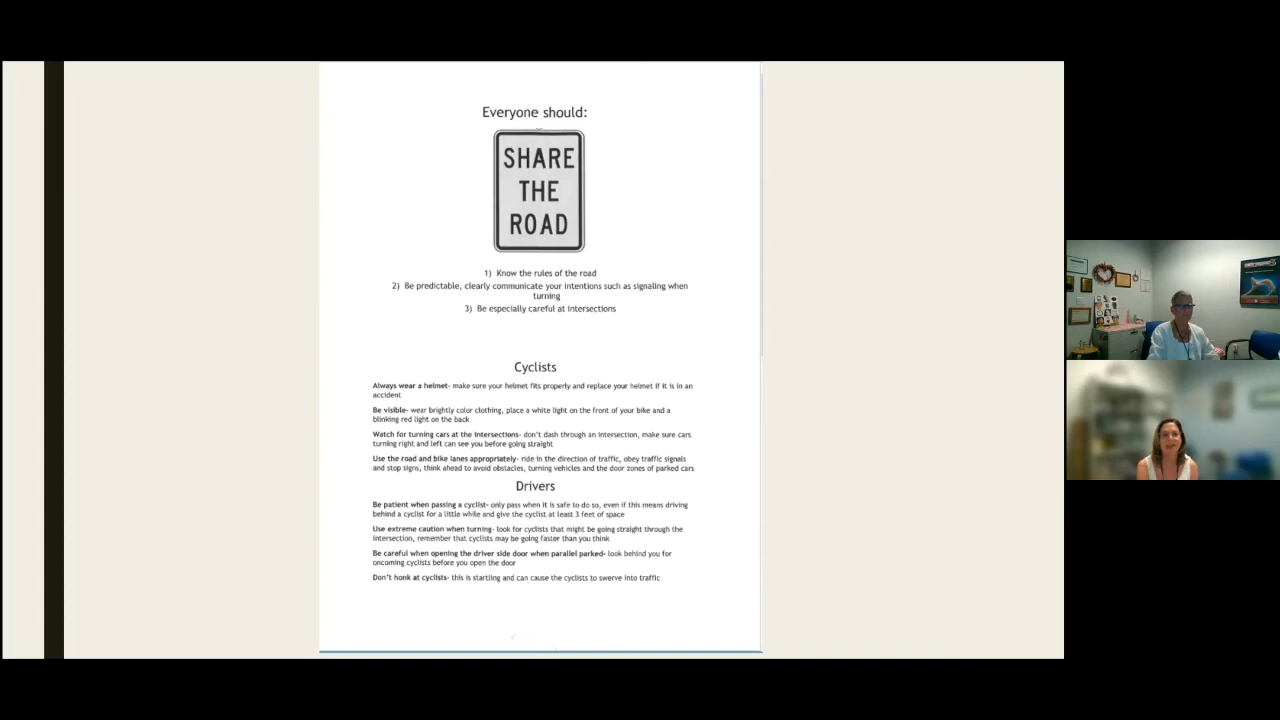 Everyone should:
SHARE
THE
ROAD
1) Know the rules of the road
2) Be predictable, clearly communicate your intentions such as signaling when
turning
3) Be especially careful at intersections
Cyclists
Always wear a helmet- make sure your helmet fits properly and replace your helmet if it is in an
accident
Be visible- wear brightly color clothing, place a white light on the front of your bike and a
blinking red light on the back
Watch for turning cars at the intersections- don't dash through an intersection, make sure cars
turning right and left can see you before going straight
Use the road and bike lanes appropriately- ride in the direction of traffic, obey traffic signals
and stop signs, think ahead to avoid obstacles, turning vehicles and the door zones of parked cars
Drivers
Be patient when passing a cyclist- only pass when it is safe to do so, even if this means driving
behind a cyclist for a little while and give the cyclist at least 3 feet of space
Use extreme caution when turning- look for cyclists that might be going straight through the
intersection, remember that cyclists may be going faster than you think
Be careful when opening the driver side door when parallel parked- look behind you for
oncoming cyclists before you open the door
Don't honk at cyclists- this is startling and can cause the cyclists to swerve into traffic